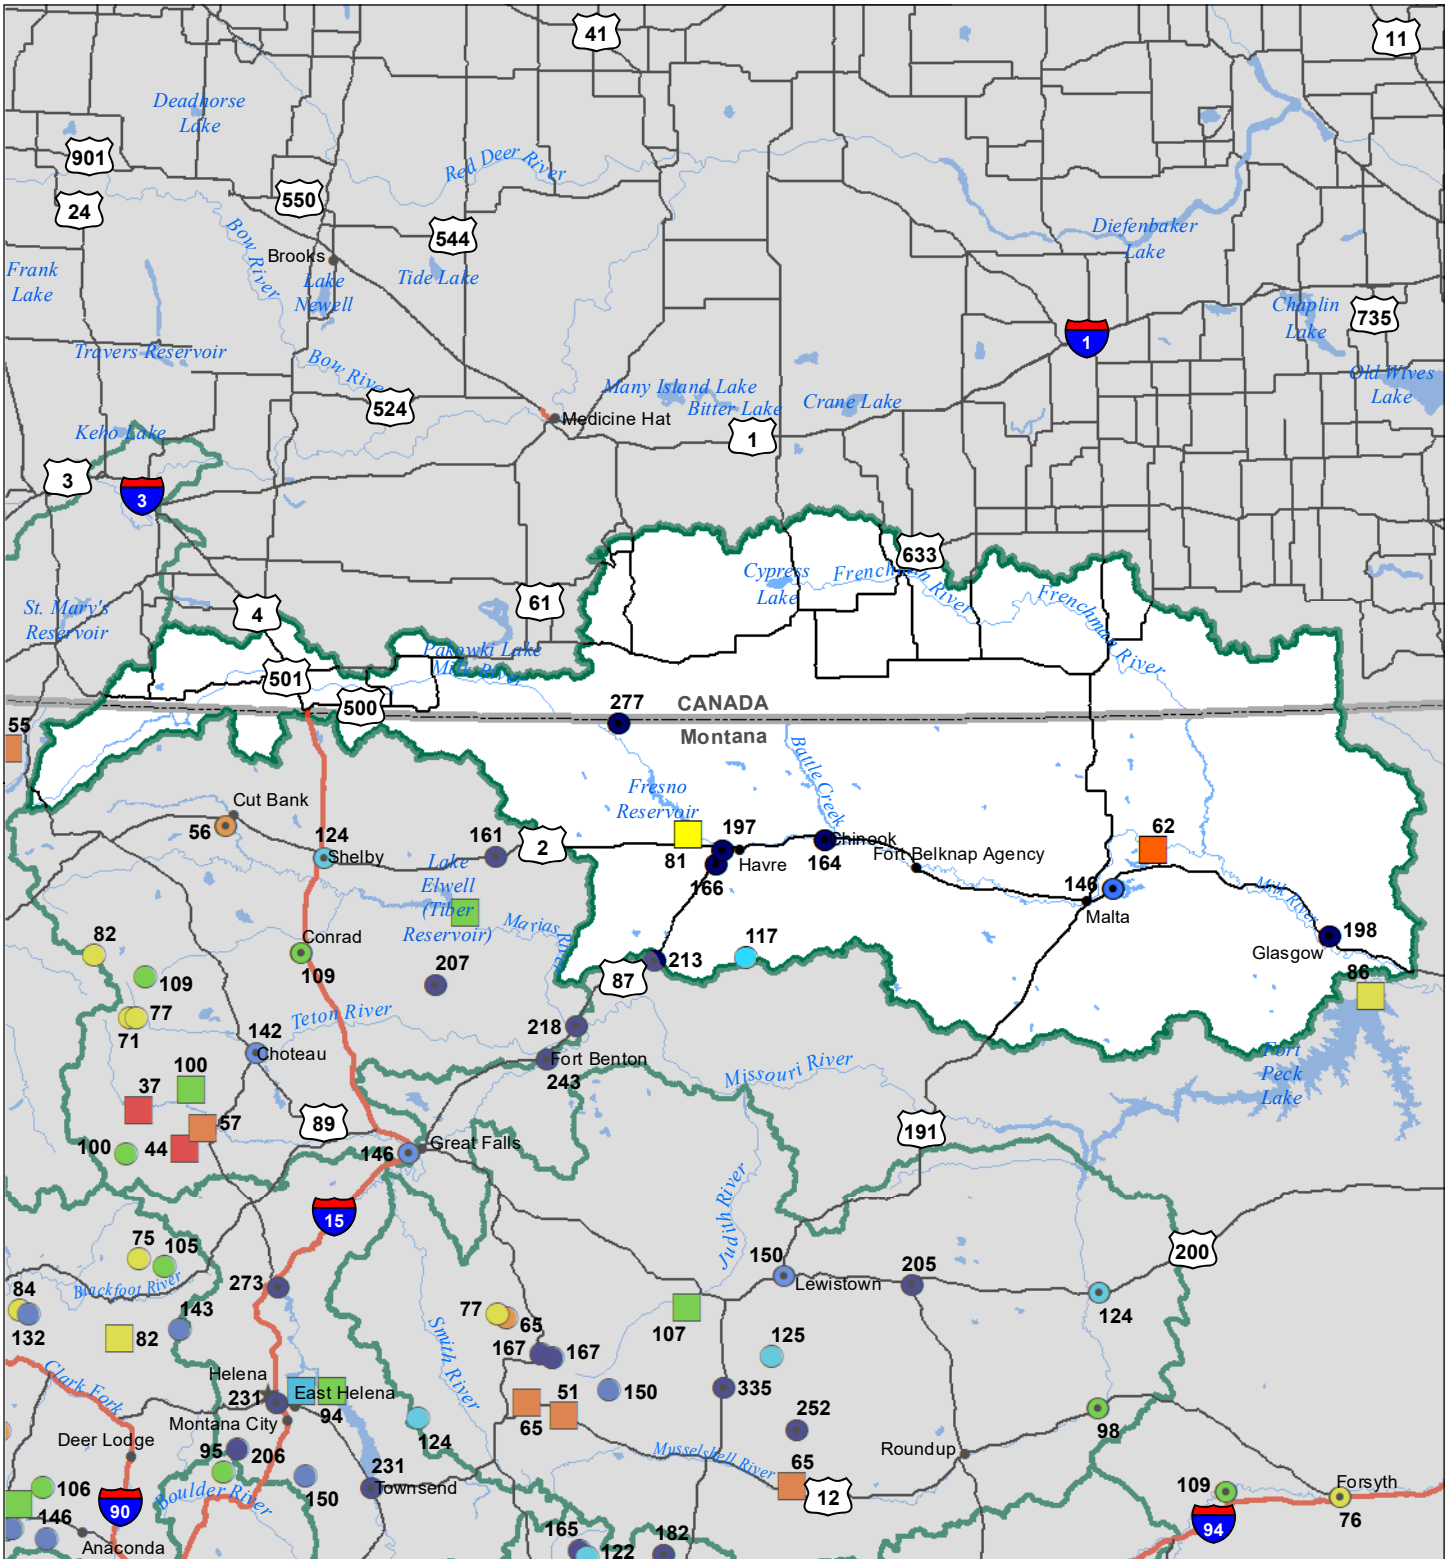 41
11
Deadhorse
Lake
901
Red Deer River
550
24
544
Bow River
Diefenbaker
Lake
Brooks
Frank
Lake
Lake
Newell
Tide Lake
Chaplin
Lake
735
1
Travers Reservoir
Bow River
Many Island Lake
Old Wives
Lake
524
Bitter Lake
Crane Lake
Medicine Hat
Keho Lake
1
3
3
633
Cypress
Lake
Frenchman River
Frenchman River
61
St. Mary's
Reservoir
4
Pakowki Lake
Milk River
501
500
277
CANADA
Montana
55
Battle Creek
Fresno
Reservoir
Cut Bank
56
124
Shelby
161
2
81
197
Havre
166
164
Chinook
Fort Belknap Agency
62
Lake
Elwell
(Tiber
Reservoir)
Marias River
146
Malta
Milk River
198
Glasgow
82
109
Conrad
109
207
213
117
87
86
77
71
Teton River
218
142
Choteau
Fort Benton
243
Missouri River
Fort
Peck
Lake
100
37
57
89
191
100
44
146
Great Falls
15
Judith River
75
105
Blackfoot River
273
150
Lewistown
205
200
124
84
132
143
82
77
65
107
Smith River
167
167
125
Clark Fork
Helena
231
East Helena
94
Montana City
51
65
150
335
252
124
98
Deer Lodge
95
206
Musselshell River
Roundup
65
12
106
150
231
Townsend
Boulder River
90
146
Anaconda
109
Forsyth
76
94
165
122
182